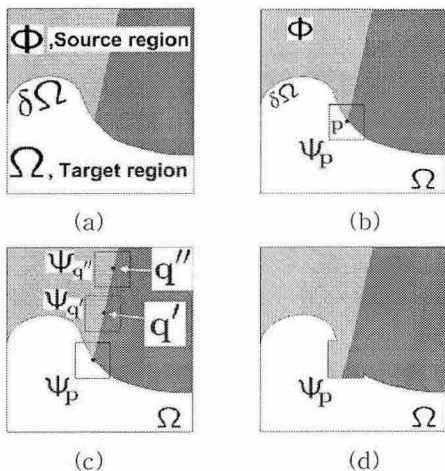 Φ ,Source region
δΩ
Ω, Target region
(a)
Φ
δΩ
p
Ψp
Ω
(b)
Ψq″
q″
Ψq′
q′
Ψp
Ω
(c)
Ψp
Ω
(d)